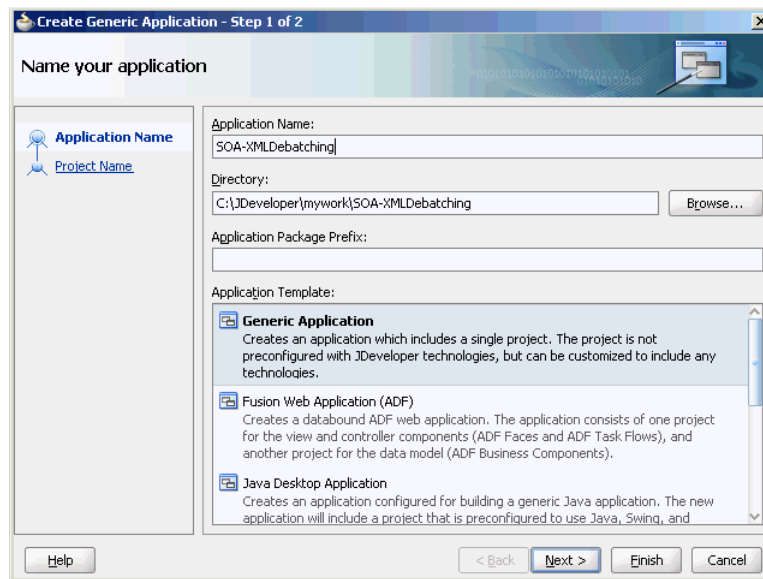 Create Generic Application - Step 1 of 2
Name your application
Application Name
Project Name
Application Name:
SOA-XMLDebatching
Directory:
C:\JDeveloper\mywork\SOA-XMLDebatching
Browse...
Application Package Prefix:
Application Template:
Generic Application
Creates an application which includes a single project. The project is not
preconfigured with JDeveloper technologies, but can be customized to include any
technologies.
Fusion Web Application (ADF)
Creates a databound ADF web application. The application consists of one project
for the view and controller components (ADF Faces and ADF Task Flows), and
another project for the data model (ADF Business Components).
Java Desktop Application
Creates an application configured for building a generic Java application. The new
application will include a project that is preconfigured to use Java, Swing, and
Help
< Back
Next >
Finish
Cancel